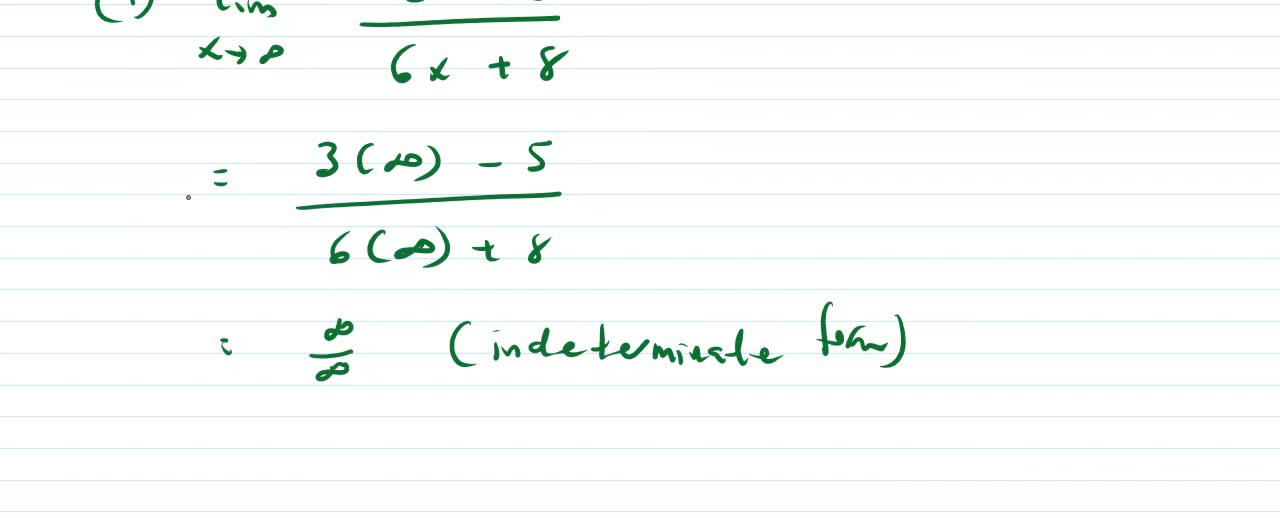 lim
x → ∞
6x + 8
= 3(∞) - 5
6(∞) + 8
= ∞/∞ (indeterminate form)